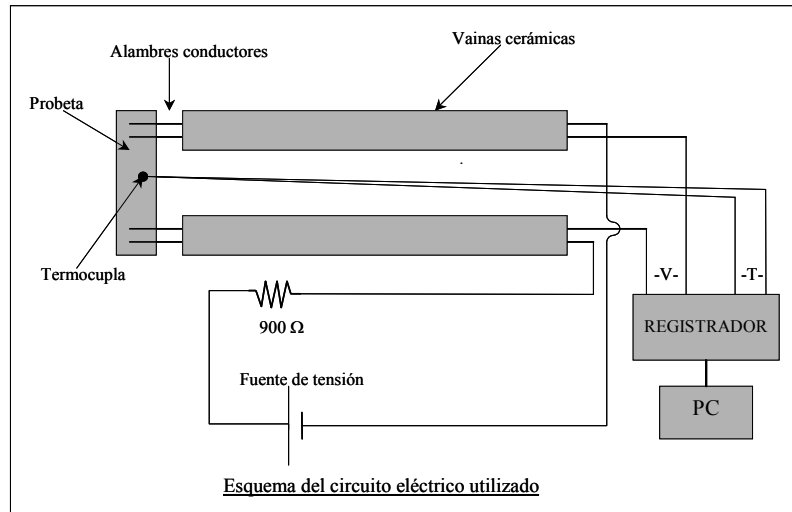 Vainas cerámicas
Alambres conductores
Probeta
Termocupla
-V-
-T-
900 Ω
REGISTRADOR
Fuente de tensión
PC
Esquema del circuito eléctrico utilizado